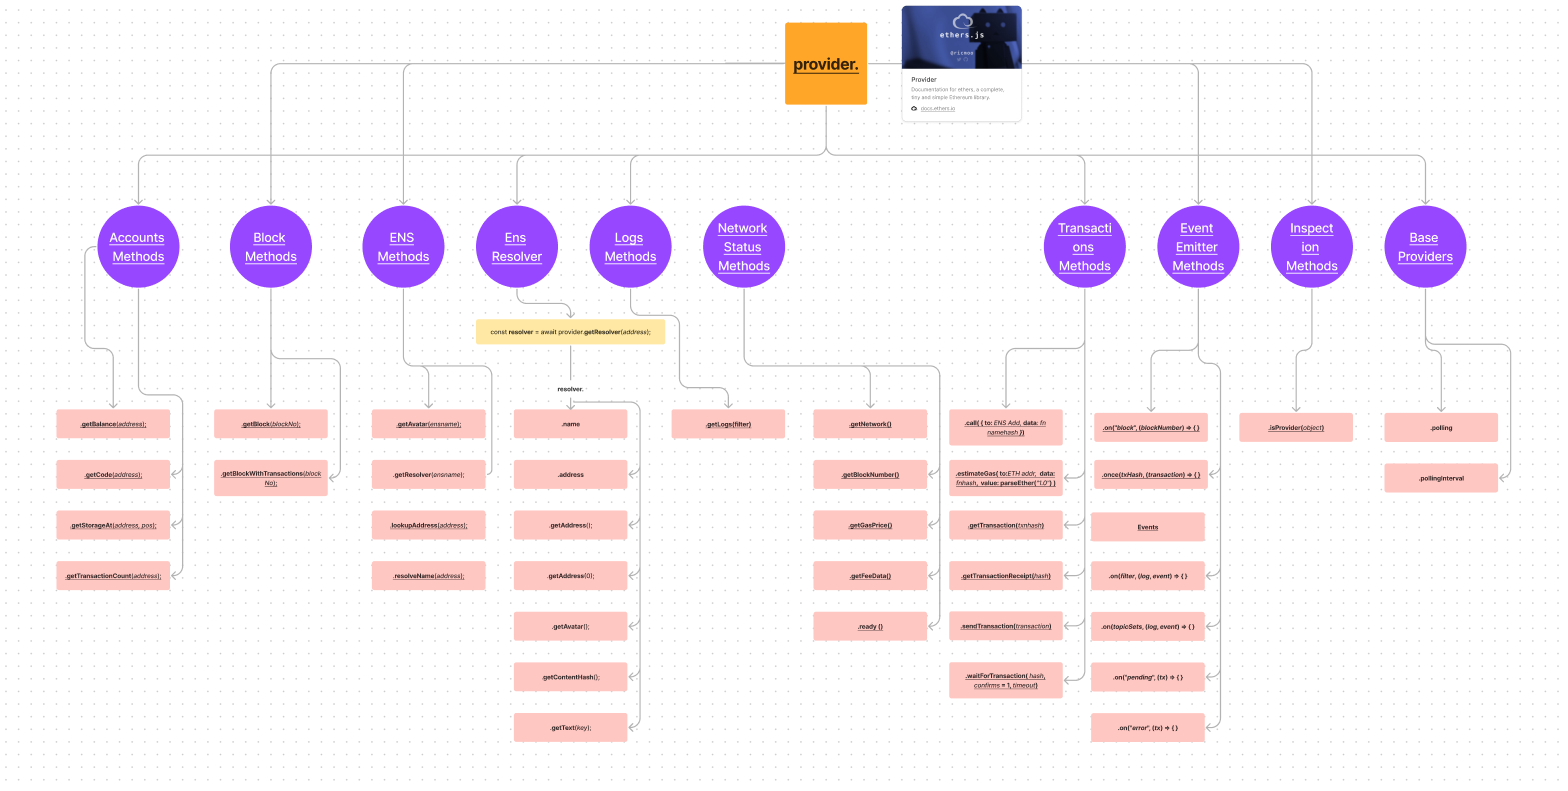 provider.
ethers.js
@ricmoo
Provider
Documentation for ethers, a complete,
tiny and simple Ethereum library.
docs.ethers.io
Accounts
Methods
Block
Methods
ENS
Methods
Ens
Resolver
Logs
Methods
Network
Status
Methods
Transacti
ons
Methods
Event
Emitter
Methods
Inspect
ion
Methods
Base
Providers
const resolver = await provider.getResolver(address);
resolver.
.getBalance(address);
.getCode(address);
.getStorageAt(address, pos);
.getTransactionCount(address);
.getBlock(blockNo);
.getBlockWithTransactions(block
No);
.getAvatar(ensname);
.getResolver(ensname);
.lookupAddress(address);
.resolveName(address);
.name
.address
.getAddress();
.getAddress(0);
.getAvatar();
.getContentHash();
.getText(key);
.getLogs(filter)
.getNetwork()
.getBlockNumber()
.getGasPrice()
.getFeeData()
.ready ()
.call( { to: ENS Add, data: fn
namehash })
.estimateGas( to:ETH addr, data:
fnhash, value: parseEther("1.0") )
.getTransaction(txnhash)
.getTransactionReceipt(hash)
.sendTransaction(transaction)
.waitForTransaction( hash,
confirms = 1, timeout)
.on("block", (blockNumber) => { }
.once(txHash, (transaction) => { }
Events
.on(filter, (log, event) => { }
.on(topicSets, (log, event) => { }
.on("pending", (tx) => { }
.on("error", (tx) => { }
.isProvider(object)
.polling
.pollingInterval